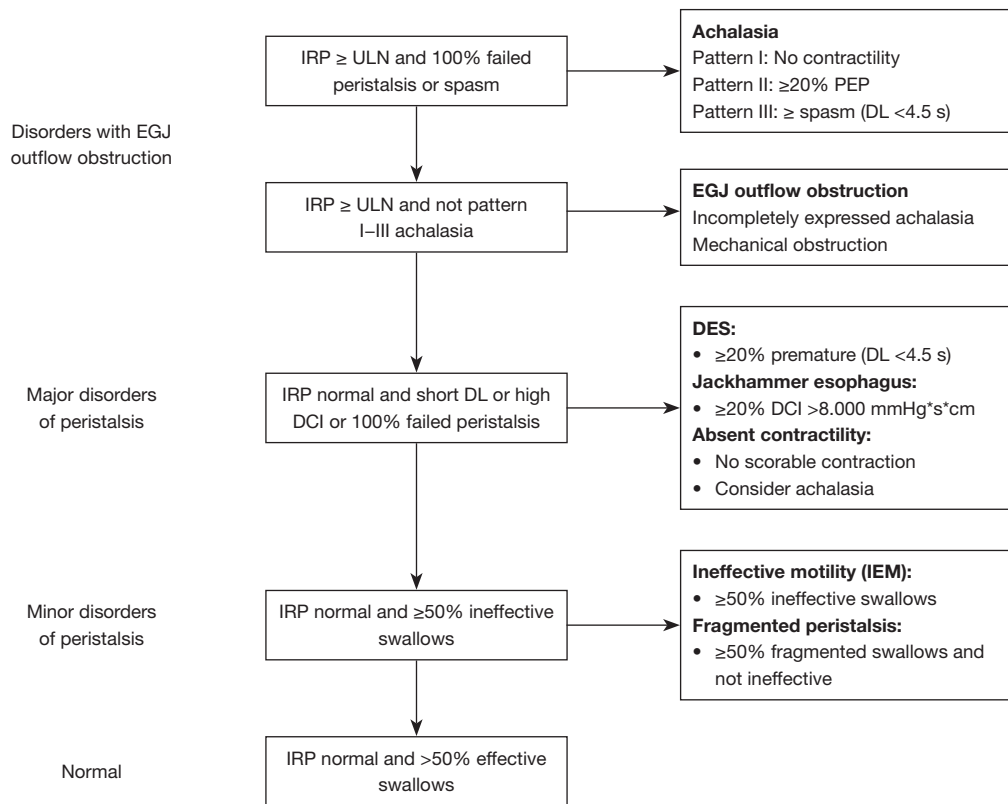 IRP ≥ ULN and 100% failed
peristalsis or spasm
Achalasia
Pattern I: No contractility
Pattern II: ≥20% PEP
Pattern III: ≥ spasm (DL <4.5 s)
Disorders with EGJ
outflow obstruction
IRP ≥ ULN and not pattern
I–III achalasia
EGJ outflow obstruction
Incompletely expressed achalasia
Mechanical obstruction
Major disorders
of peristalsis
IRP normal and short DL or high
DCI or 100% failed peristalsis
DES:
• ≥20% premature (DL <4.5 s)
Jackhammer esophagus:
• ≥20% DCI >8.000 mmHg*s*cm
Absent contractility:
• No scorable contraction
• Consider achalasia
Minor disorders
of peristalsis
IRP normal and ≥50% ineffective
swallows
Ineffective motility (IEM):
• ≥50% ineffective swallows
Fragmented peristalsis:
• ≥50% fragmented swallows and
not ineffective
Normal
IRP normal and >50% effective
swallows